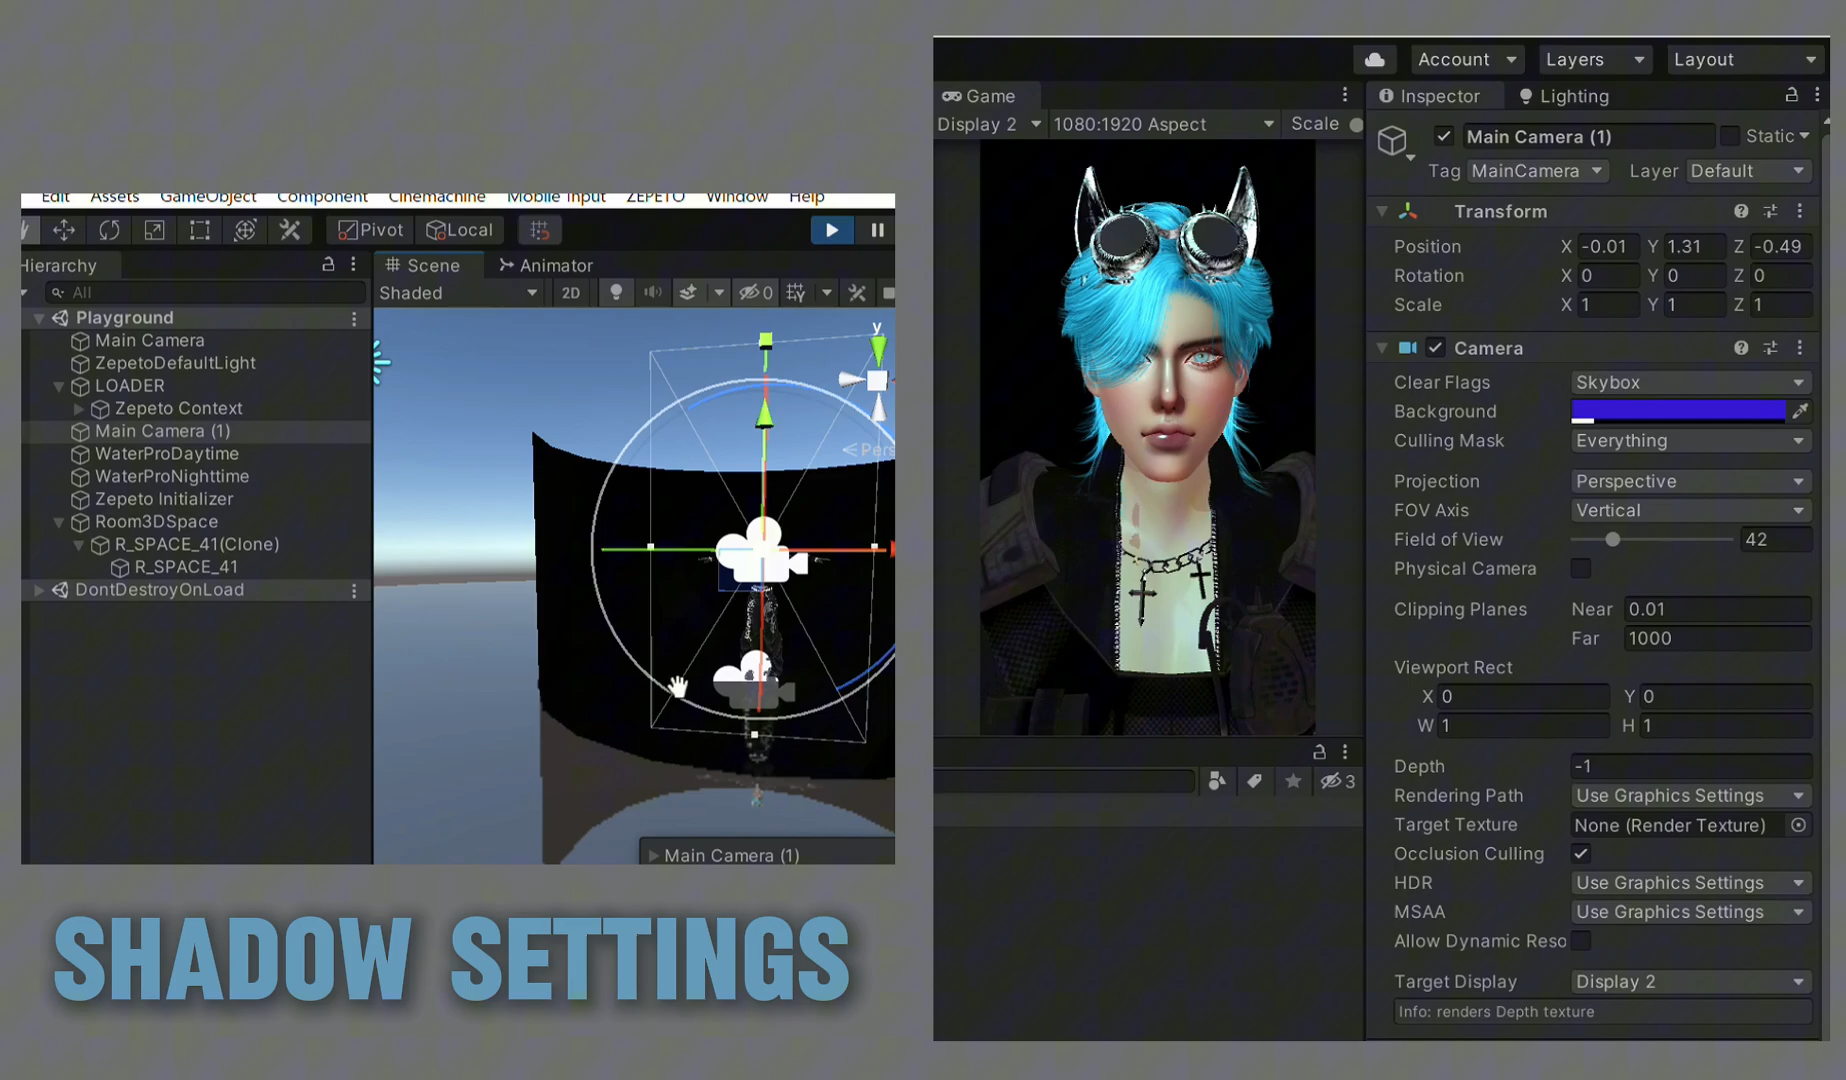 Edit Assets GameObject Component Cinemachine Mobile Input ZEPETO Window Help
Pivot Local
Hierarchy
All
Playground
Main Camera
ZepetoDefaultLight
LOADER
Zepeto Context
Main Camera (1)
WaterProDaytime
WaterProNighttime
Zepeto Initializer
Room3DSpace
R_SPACE_41(Clone)
R_SPACE_41
DontDestroyOnLoad
Scene Animator
Shaded 2D 0
y
< Pers
Main Camera (1)
SHADOW SETTINGS
Account Layers Layout
Game
Display 2 1080:1920 Aspect Scale
3
Inspector Lighting
Main Camera (1) Static
Tag MainCamera Layer Default
Transform
Position X -0.01 Y 1.31 Z -0.49
Rotation X 0 Y 0 Z 0
Scale X 1 Y 1 Z 1
Camera
Clear Flags Skybox
Background
Culling Mask Everything
Projection Perspective
FOV Axis Vertical
Field of View 42
Physical Camera
Clipping Planes Near 0.01
Far 1000
Viewport Rect
X 0 Y 0
W 1 H 1
Depth -1
Rendering Path Use Graphics Settings
Target Texture None (Render Texture)
Occlusion Culling
HDR Use Graphics Settings
MSAA Use Graphics Settings
Allow Dynamic Reso
Target Display Display 2
Info: renders Depth texture